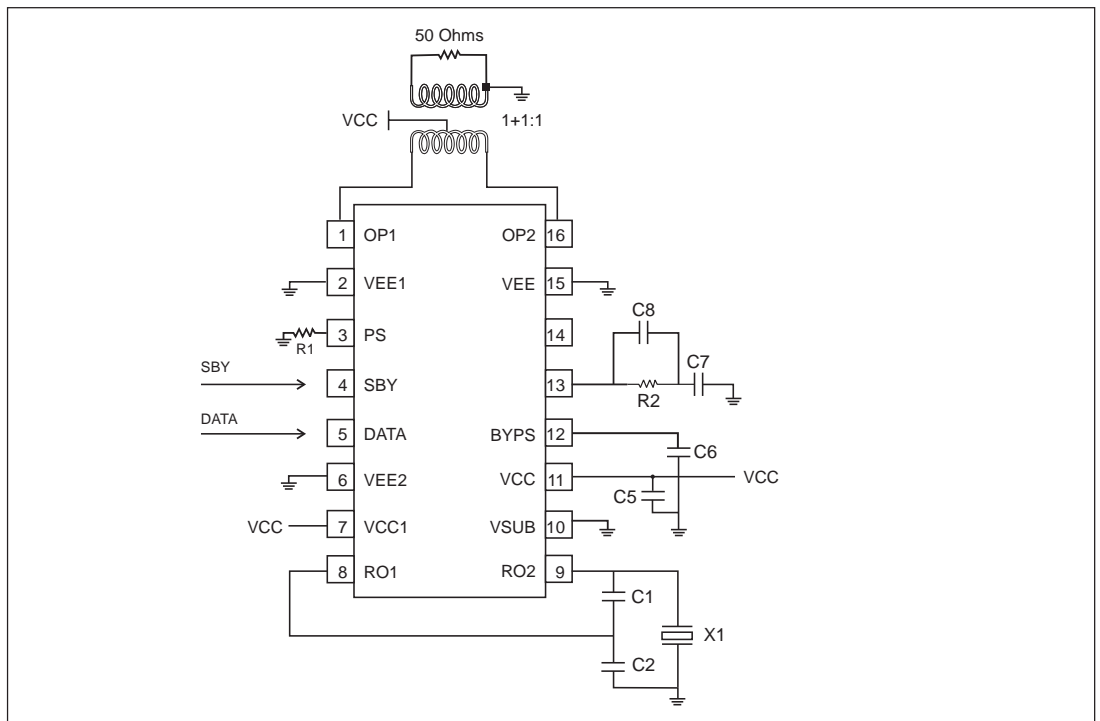 50 Ohms
1+1:1
VCC
1 OP1 OP2 16
2 VEE1 VEE 15
3 PS 14
R1
C8
C7
SBY
4 SBY 13
R2
DATA
5 DATA BYPS 12
C6
6 VEE2 VCC 11
VCC
C5
VCC
7 VCC1 VSUB 10
8 RO1 RO2 9
C1
X1
C2